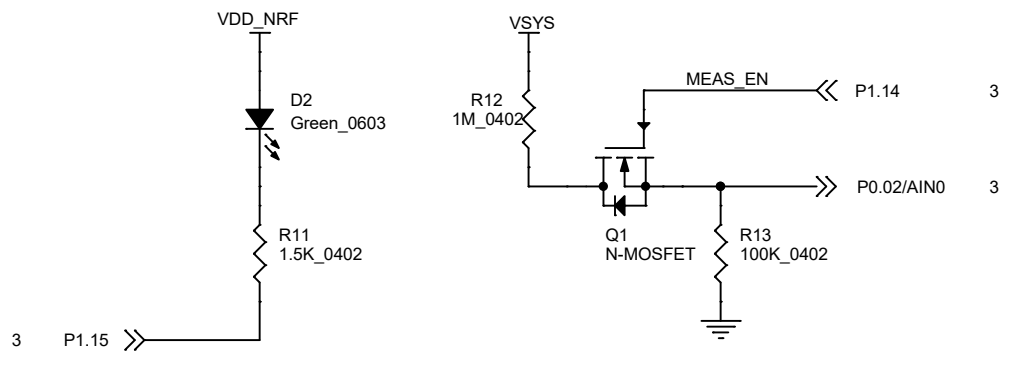 VDD_NRF
D2
Green_0603
R11
1.5K_0402
3 P1.15
VSYS
R12
1M_0402
MEAS_EN
P1.14 3
P0.02/AIN0 3
Q1
N-MOSFET
R13
100K_0402